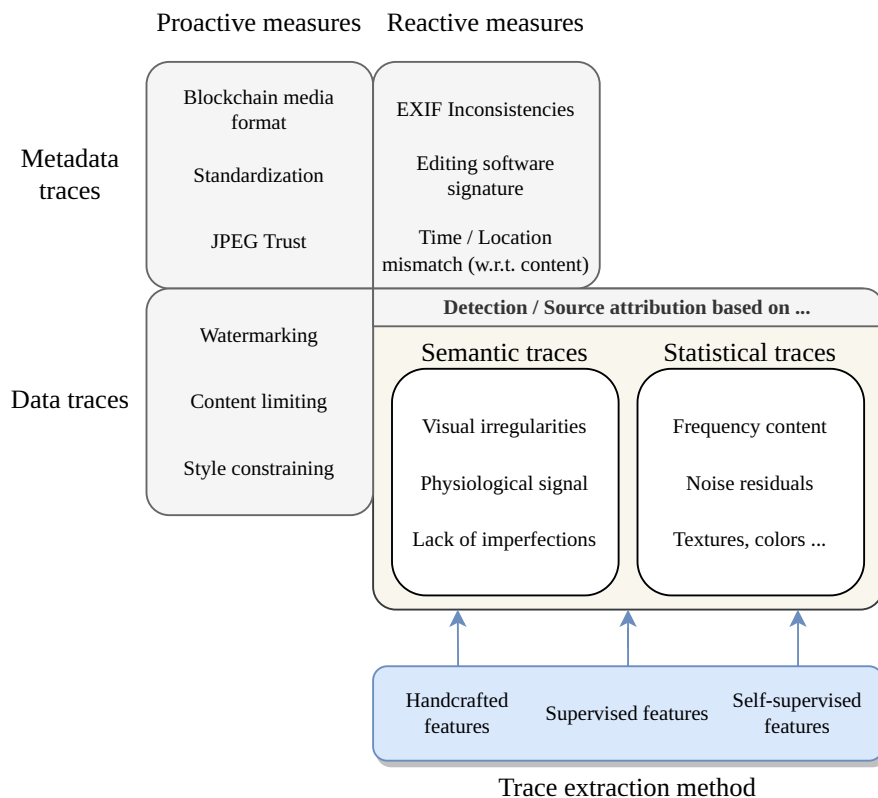 Proactive measures
Reactive measures
Metadata
traces
Blockchain media
format
Standardization
JPEG Trust
EXIF Inconsistencies
Editing software
signature
Time / Location
mismatch (w.r.t. content)
Data traces
Watermarking
Content limiting
Style constraining
Detection / Source attribution based on ...
Semantic traces
Visual irregularities
Physiological signal
Lack of imperfections
Statistical traces
Frequency content
Noise residuals
Textures, colors ...
Handcrafted
features
Supervised features
Self-supervised
features
Trace extraction method